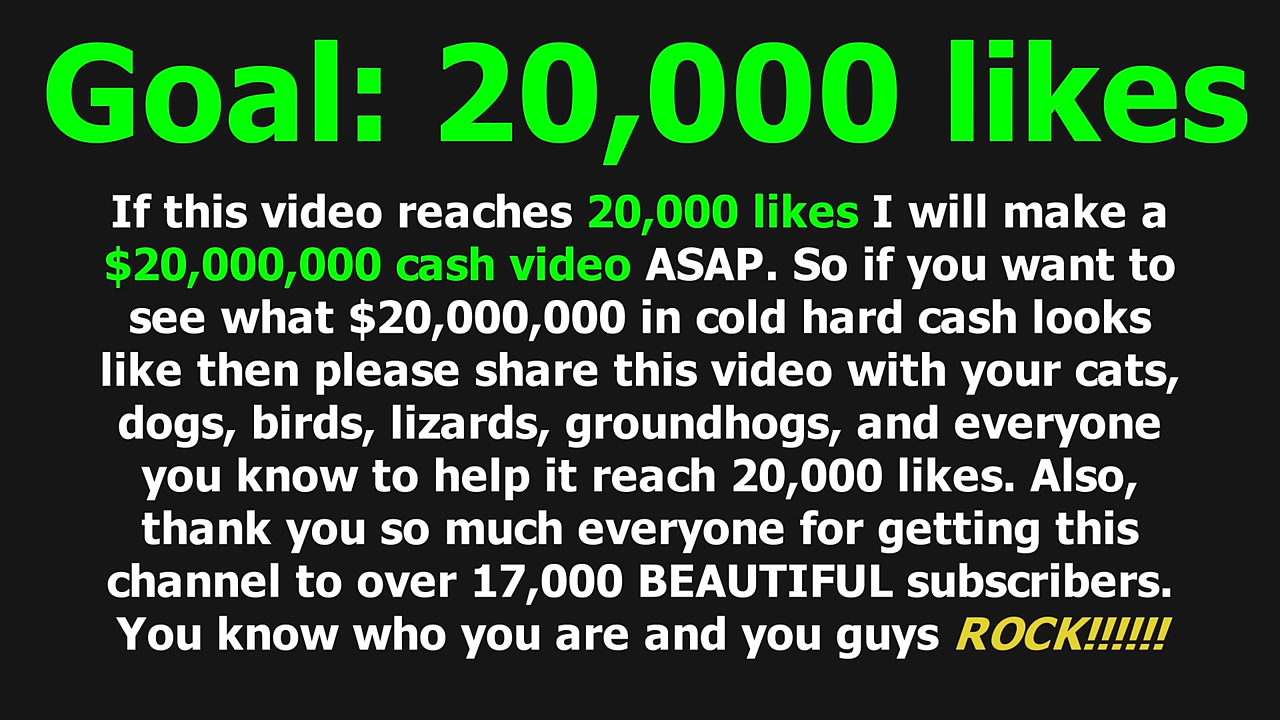 Goal: 20,000 likes
If this video reaches 20,000 likes I will make a
$20,000,000 cash video ASAP. So if you want to
see what $20,000,000 in cold hard cash looks
like then please share this video with your cats,
dogs, birds, lizards, groundhogs, and everyone
you know to help it reach 20,000 likes. Also,
thank you so much everyone for getting this
channel to over 17,000 BEAUTIFUL subscribers.
You know who you are and you guys ROCK!!!!!!